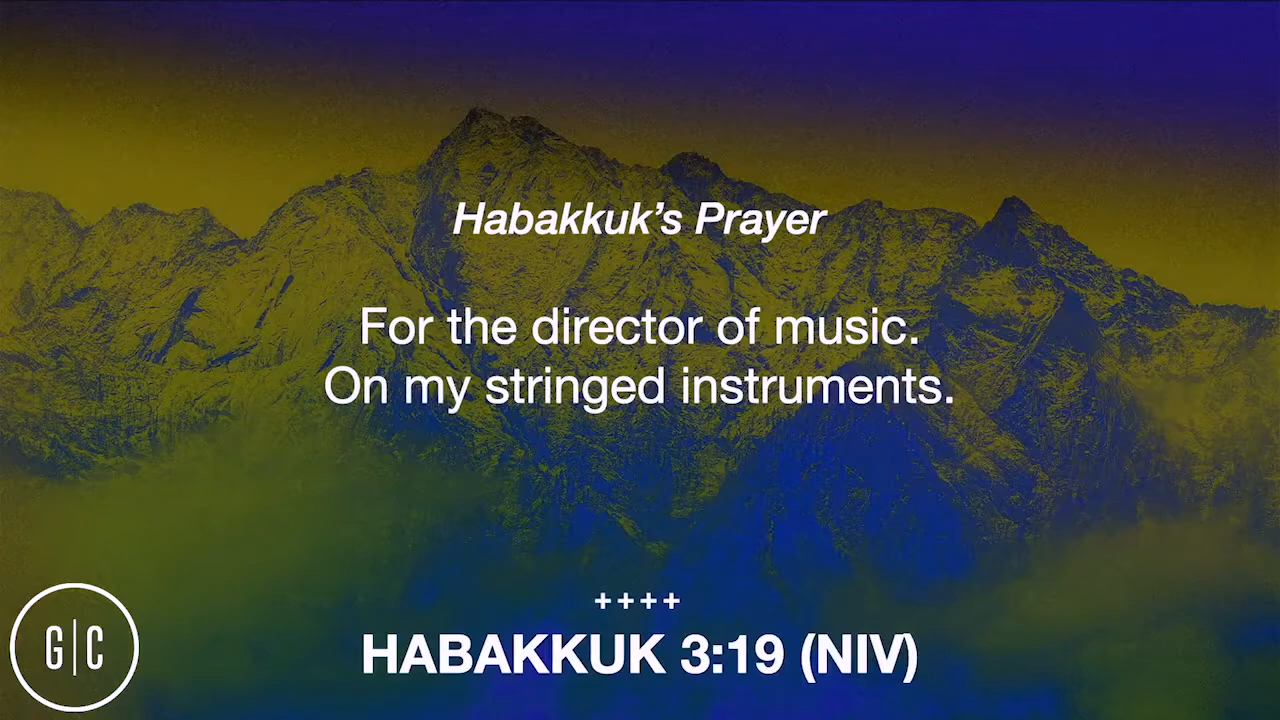 Habakkuk’s Prayer
For the director of music.
On my stringed instruments.
++++
HABAKKUK 3:19 (NIV)
G|C